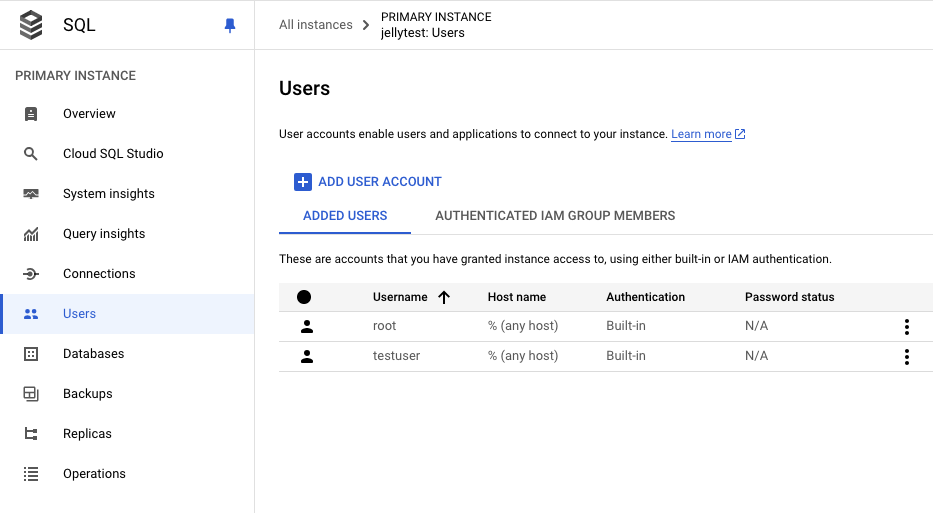 SQL
All instances
PRIMARY INSTANCE
jellytest: Users
PRIMARY INSTANCE
Overview
Cloud SQL Studio
System insights
Query insights
Connections
Users
Databases
Backups
Replicas
Operations
Users
User accounts enable users and applications to connect to your instance. Learn more
ADD USER ACCOUNT
ADDED USERS AUTHENTICATED IAM GROUP MEMBERS
These are accounts that you have granted instance access to, using either built-in or IAM authentication.
Username Host name Authentication Password status
root % (any host) Built-in N/A
testuser % (any host) Built-in N/A